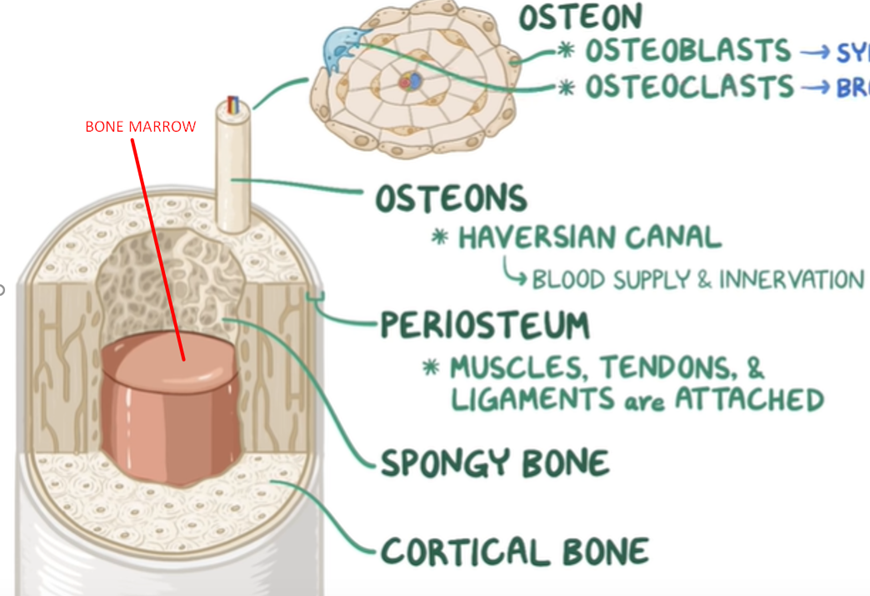 OSTEON
* OSTEOBLASTS →
* OSTEOCLASTS →
BONE MARROW
OSTEONS
* HAVERSIAN CANAL
↳ BLOOD SUPPLY & INNERVATION
PERIOSTEUM
* MUSCLES, TENDONS, &
LIGAMENTS are ATTACHED
SPONGY BONE
CORTICAL BONE